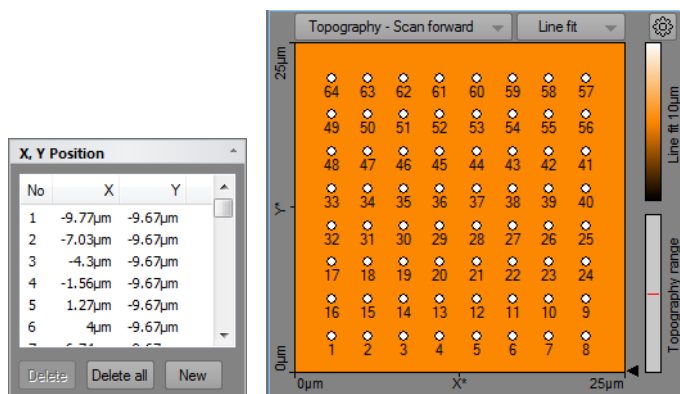 X, Y Position
No X Y
1 -9.77µm -9.67µm
2 -7.03µm -9.67µm
3 -4.3µm -9.67µm
4 -1.56µm -9.67µm
5 1.27µm -9.67µm
6 4µm -9.67µm
Delete Delete all New
Topography - Scan forward Line fit
25µm
Y*
0µm
64 63 62 61 60 59 58 57
49 50 51 52 53 54 55 56
48 47 46 45 44 43 42 41
33 34 35 36 37 38 39 40
32 31 30 29 28 27 26 25
17 18 19 20 21 22 23 24
16 15 14 13 12 11 10 9
1 2 3 4 5 6 7 8
0µm X* 25µm
Line fit 10µm
Topography range